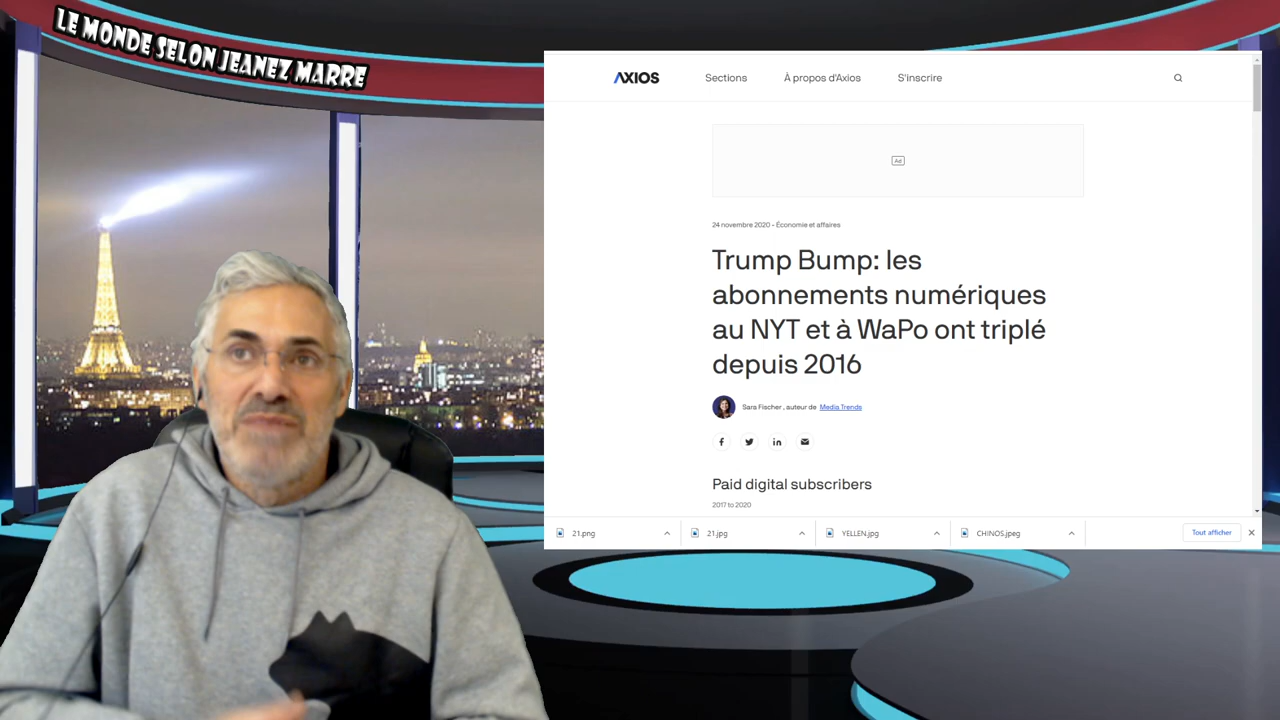 LE MONDE SELON JEANEZ MARRE
AXIOS
Sections
À propos d'Axios
S'inscrire
Ad
24 novembre 2020 - Économie et affaires
Trump Bump: les
abonnements numériques
au NYT et à WaPo ont triplé
depuis 2016
Sara Fischer , auteur de Media Trends
Paid digital subscribers
2017 to 2020
21.png
21.jpg
YELLEN.jpg
CHINOS.jpeg
Tout afficher